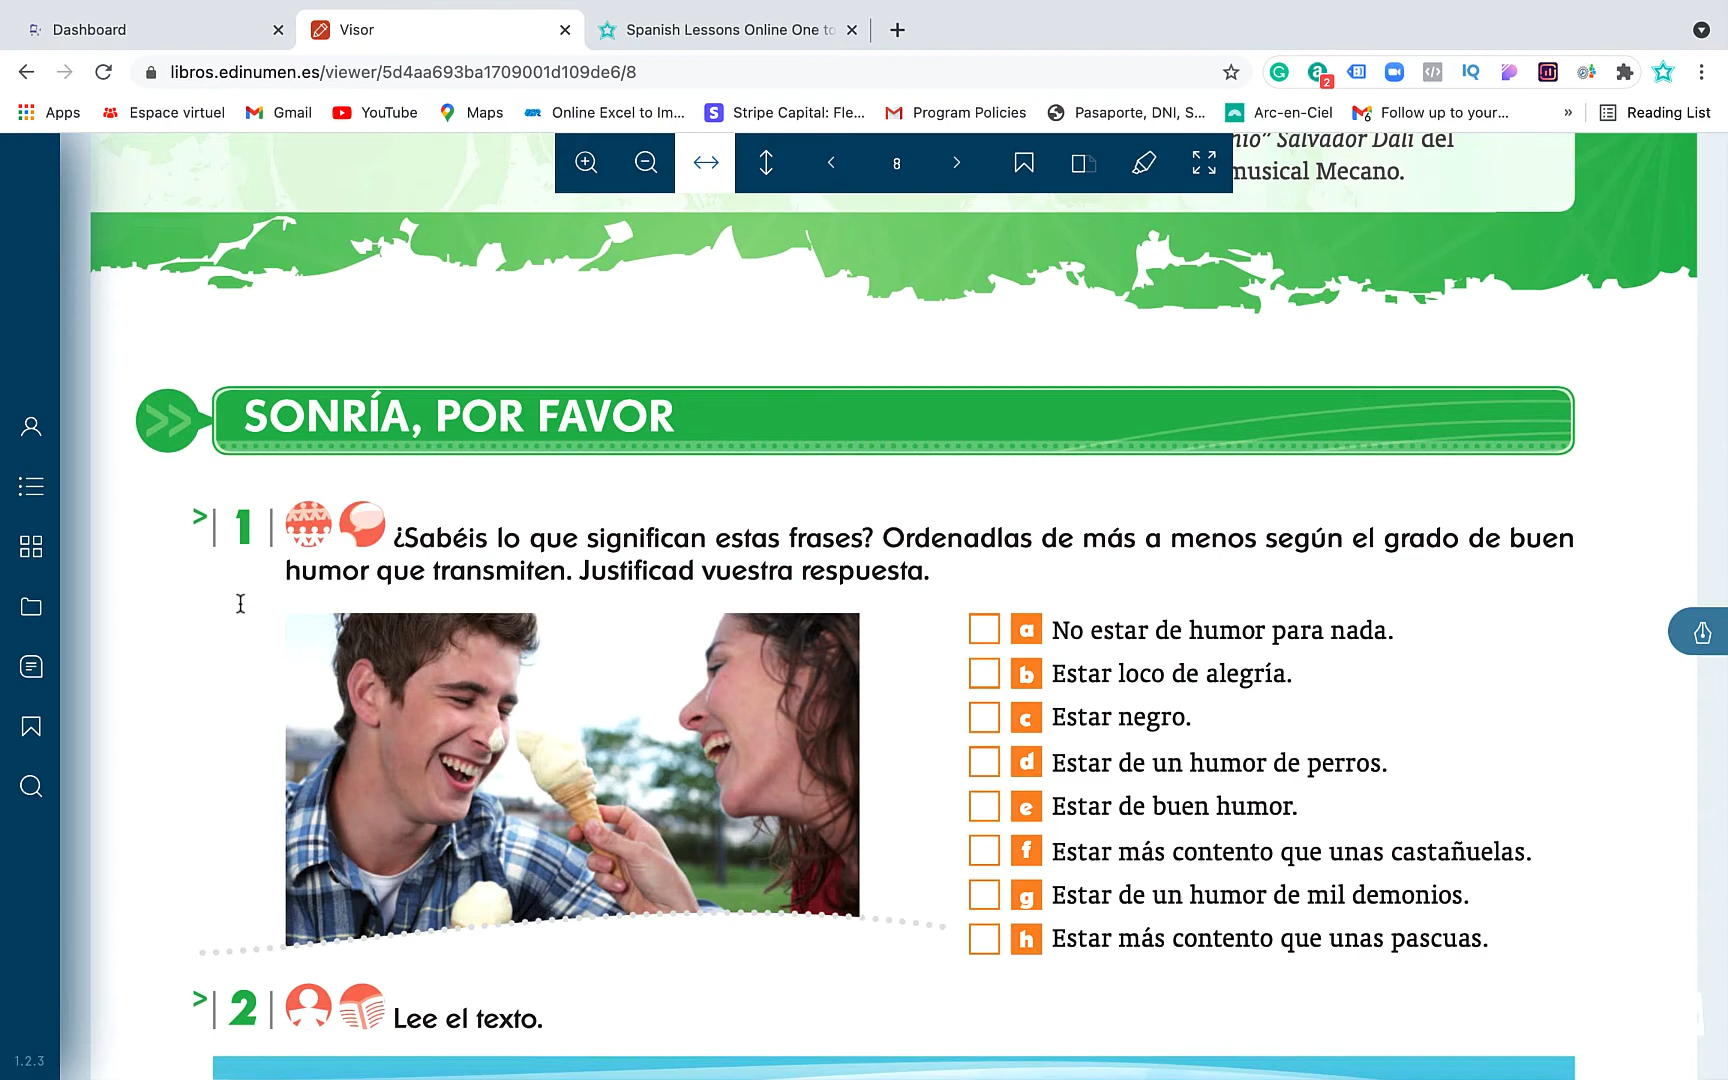 Dashboard
Visor
Spanish Lessons Online One to
libros.edinumen.es/viewer/5d4aa693ba1709001d109de6/8
2
IQ
Apps
Espace virtuel
Gmail
YouTube
Maps
Online Excel to Im...
Stripe Capital: Fle...
Program Policies
Pasaporte, DNI, S...
Arc-en-Ciel
Follow up to your...
»
Reading List
nio” Salvador Dalí del
musical Mecano.
8
SONRÍA, POR FAVOR
> 1 ¿Sabéis lo que significan estas frases? Ordenadlas de más a menos según el grado de buen
humor que transmiten. Justificad vuestra respuesta.
a No estar de humor para nada.
b Estar loco de alegría.
c Estar negro.
d Estar de un humor de perros.
e Estar de buen humor.
f Estar más contento que unas castañuelas.
g Estar de un humor de mil demonios.
h Estar más contento que unas pascuas.
> 2 Lee el texto.
1.2.3